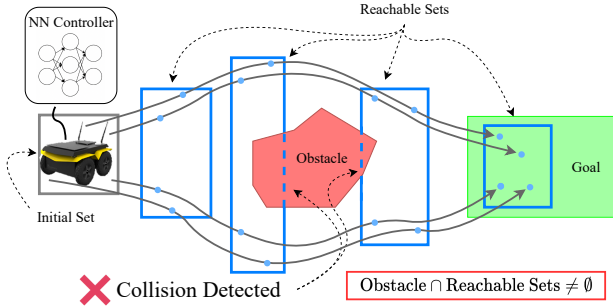 Reachable Sets
NN Controller
Obstacle
Goal
Initial Set
Collision Detected
Obstacle ∩ Reachable Sets ≠ ∅